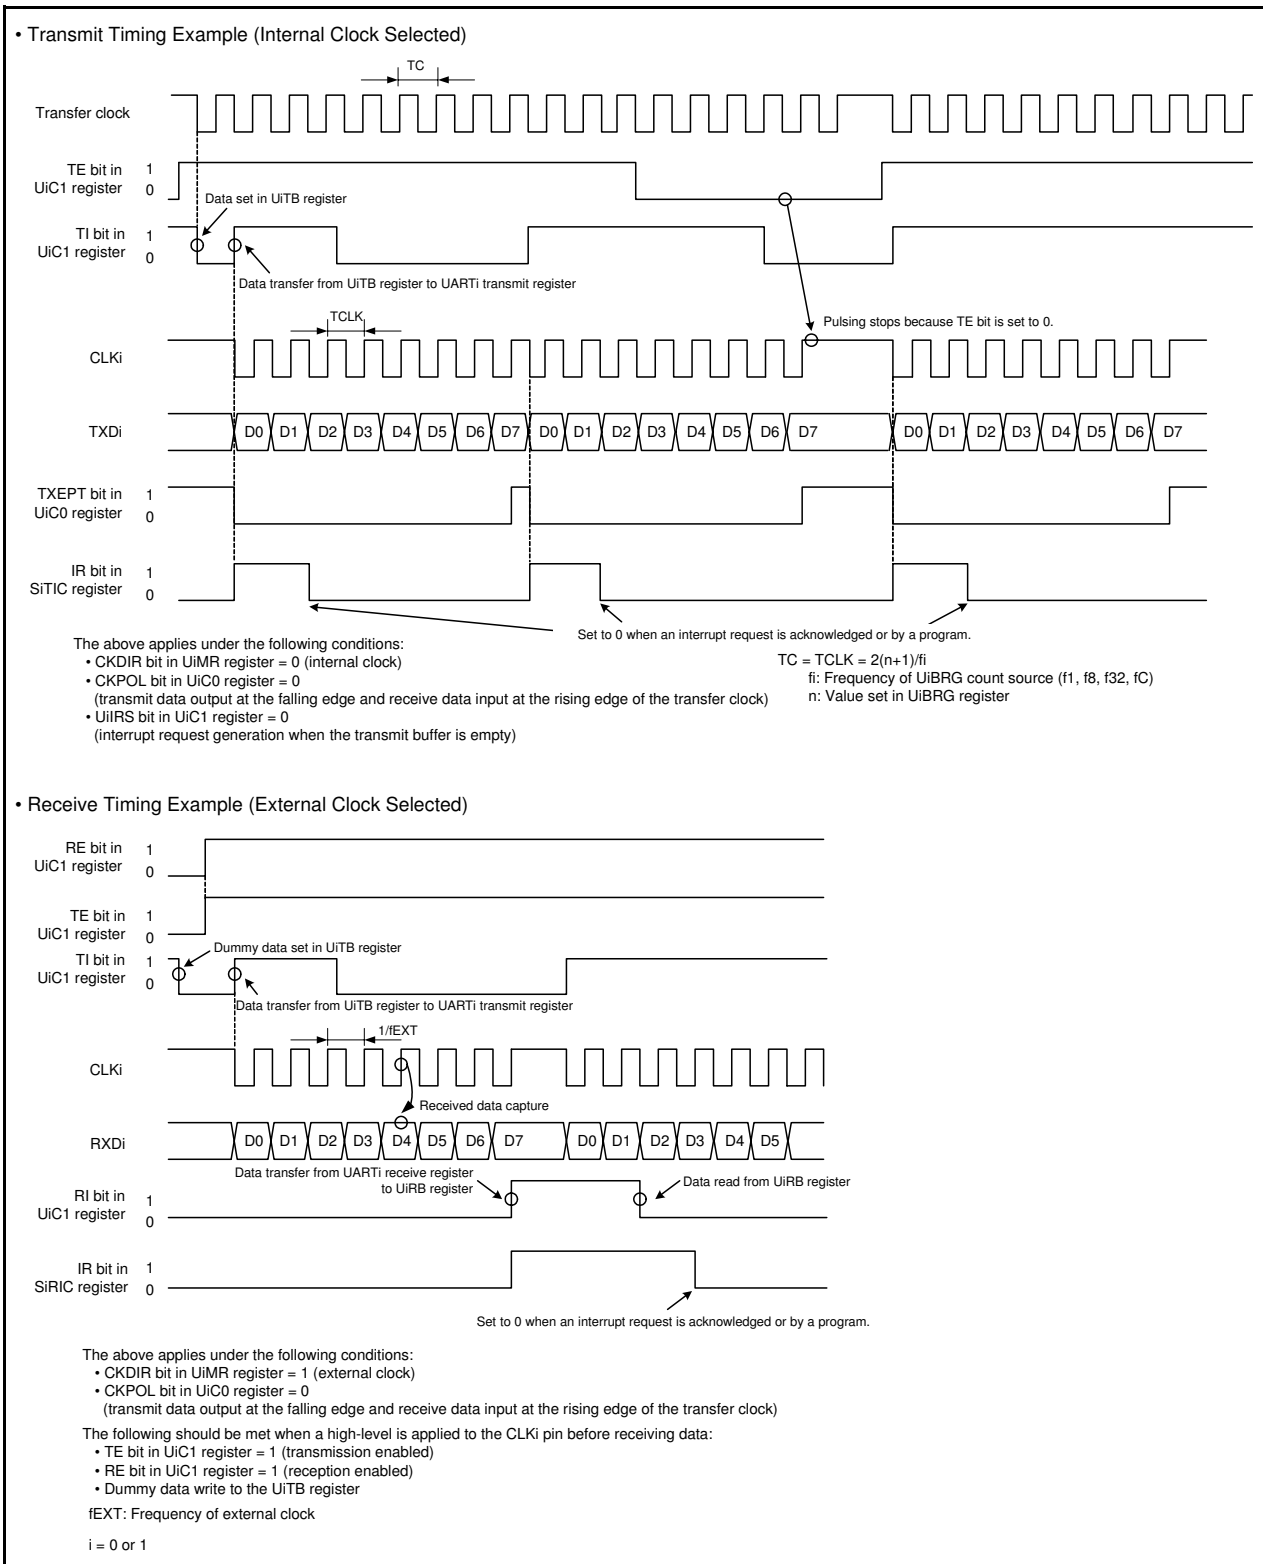 • Transmit Timing Example (Internal Clock Selected)
TC
Transfer clock
TE bit in
UiC1 register
1
0
Data set in UiTB register
TI bit in
UiC1 register
1
0
Data transfer from UiTB register to UARTi transmit register
TCLK
Pulsing stops because TE bit is set to 0.
CLKi
TXDi
D0 D1 D2 D3 D4 D5 D6 D7 D0 D1 D2 D3 D4 D5 D6 D7 D0 D1 D2 D3 D4 D5 D6 D7
TXEPT bit in
UiC0 register
1
0
IR bit in
SiTIC register
1
0
Set to 0 when an interrupt request is acknowledged or by a program.
The above applies under the following conditions:
• CKDIR bit in UiMR register = 0 (internal clock)
• CKPOL bit in UiC0 register = 0
(transmit data output at the falling edge and receive data input at the rising edge of the transfer clock)
• UiIRS bit in UiC1 register = 0
(interrupt request generation when the transmit buffer is empty)
TC = TCLK = 2(n+1)/fi
fi: Frequency of UiBRG count source (f1, f8, f32, fC)
n: Value set in UiBRG register
• Receive Timing Example (External Clock Selected)
RE bit in
UiC1 register
1
0
TE bit in
UiC1 register
1
0
Dummy data set in UiTB register
TI bit in
UiC1 register
1
0
Data transfer from UiTB register to UARTi transmit register
1/fEXT
CLKi
Received data capture
RXDi
D0 D1 D2 D3 D4 D5 D6 D7 D0 D1 D2 D3 D4 D5
Data transfer from UARTi receive register
to UiRB register
Data read from UiRB register
RI bit in
UiC1 register
1
0
IR bit in
SiRIC register
1
0
Set to 0 when an interrupt request is acknowledged or by a program.
The above applies under the following conditions:
• CKDIR bit in UiMR register = 1 (external clock)
• CKPOL bit in UiC0 register = 0
(transmit data output at the falling edge and receive data input at the rising edge of the transfer clock)
The following should be met when a high-level is applied to the CLKi pin before receiving data:
• TE bit in UiC1 register = 1 (transmission enabled)
• RE bit in UiC1 register = 1 (reception enabled)
• Dummy data write to the UiTB register
fEXT: Frequency of external clock
i = 0 or 1